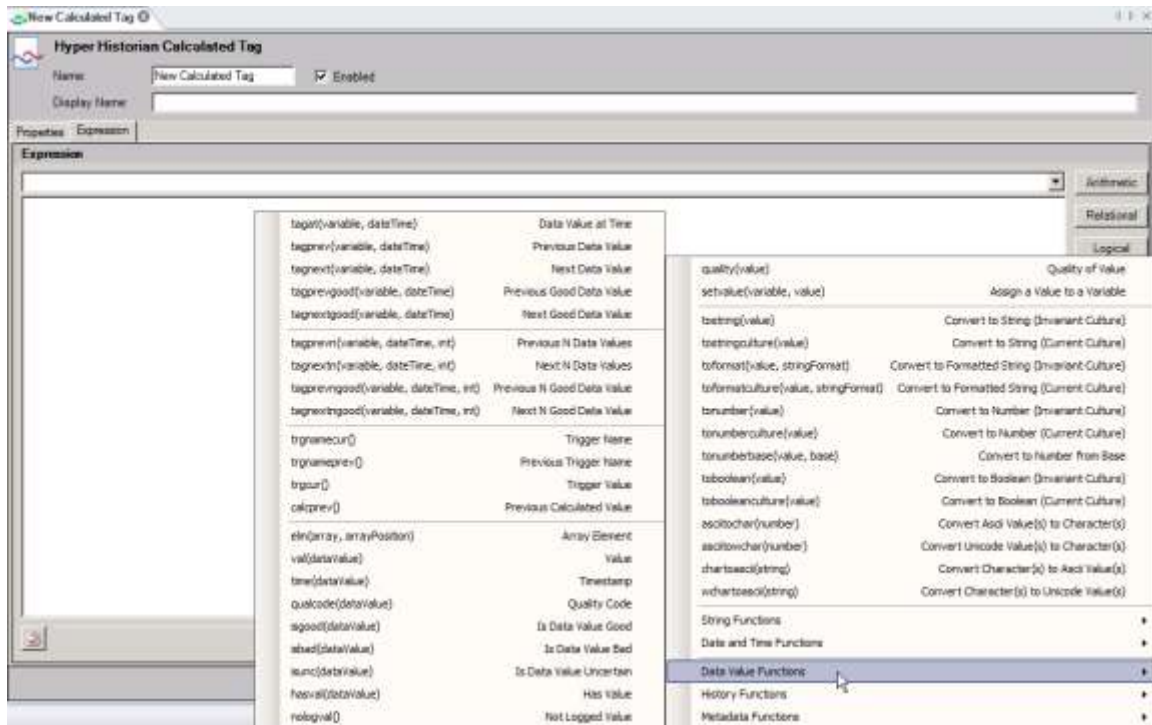 New Calculated Tag
Hyper Historian Calculated Tag
Name: New Calculated Tag Enabled
Display Name:
Properties Expression
Expression
Arithmetic
Relational
Logical
tagat(variable, dateTime) Data Value at Time
tagprev(variable, dateTime) Previous Data Value
tagnext(variable, dateTime) Next Data Value
tagprevgood(variable, dateTime) Previous Good Data Value
tagnextgood(variable, dateTime) Next Good Data Value
tagprevn(variable, dateTime, int) Previous N Data Values
tagnextn(variable, dateTime, int) Next N Data Values
tagprevngood(variable, dateTime, int) Previous N Good Data Value
tagnextngood(variable, dateTime, int) Next N Good Data Value
trgnamecur() Trigger Name
trgnameprev() Previous Trigger Name
trgcur() Trigger Value
calcprev() Previous Calculated Value
elm(array, arrayPosition) Array Element
val(dataValue) Value
time(dataValue) Timestamp
qualcode(dataValue) Quality Code
isgood(dataValue) Is Data Value Good
isbad(dataValue) Is Data Value Bad
isunc(dataValue) Is Data Value Uncertain
hasval(dataValue) Has Value
nologval() Not Logged Value
quality(value) Quality of Value
setvalue(variable, value) Assign a Value to a Variable
tostring(value) Convert to String (Invariant Culture)
tostringculture(value) Convert to String (Current Culture)
toformat(value, stringFormat) Convert to Formatted String (Invariant Culture)
toformatculture(value, stringFormat) Convert to Formatted String (Current Culture)
tonumber(value) Convert to Number (Invariant Culture)
tonumberculture(value) Convert to Number (Current Culture)
tonumberbase(value, base) Convert to Number from Base
toboolean(value) Convert to Boolean (Invariant Culture)
tobooleanculture(value) Convert to Boolean (Current Culture)
asciitochar(number) Convert Ascii Value(s) to Character(s)
asciitowchar(number) Convert Unicode Value(s) to Character(s)
chartoascii(string) Convert Character(s) to Ascii Value(s)
wchartoascii(string) Convert Character(s) to Unicode Value(s)
String Functions
Date and Time Functions
Data Value Functions
History Functions
Metadata Functions